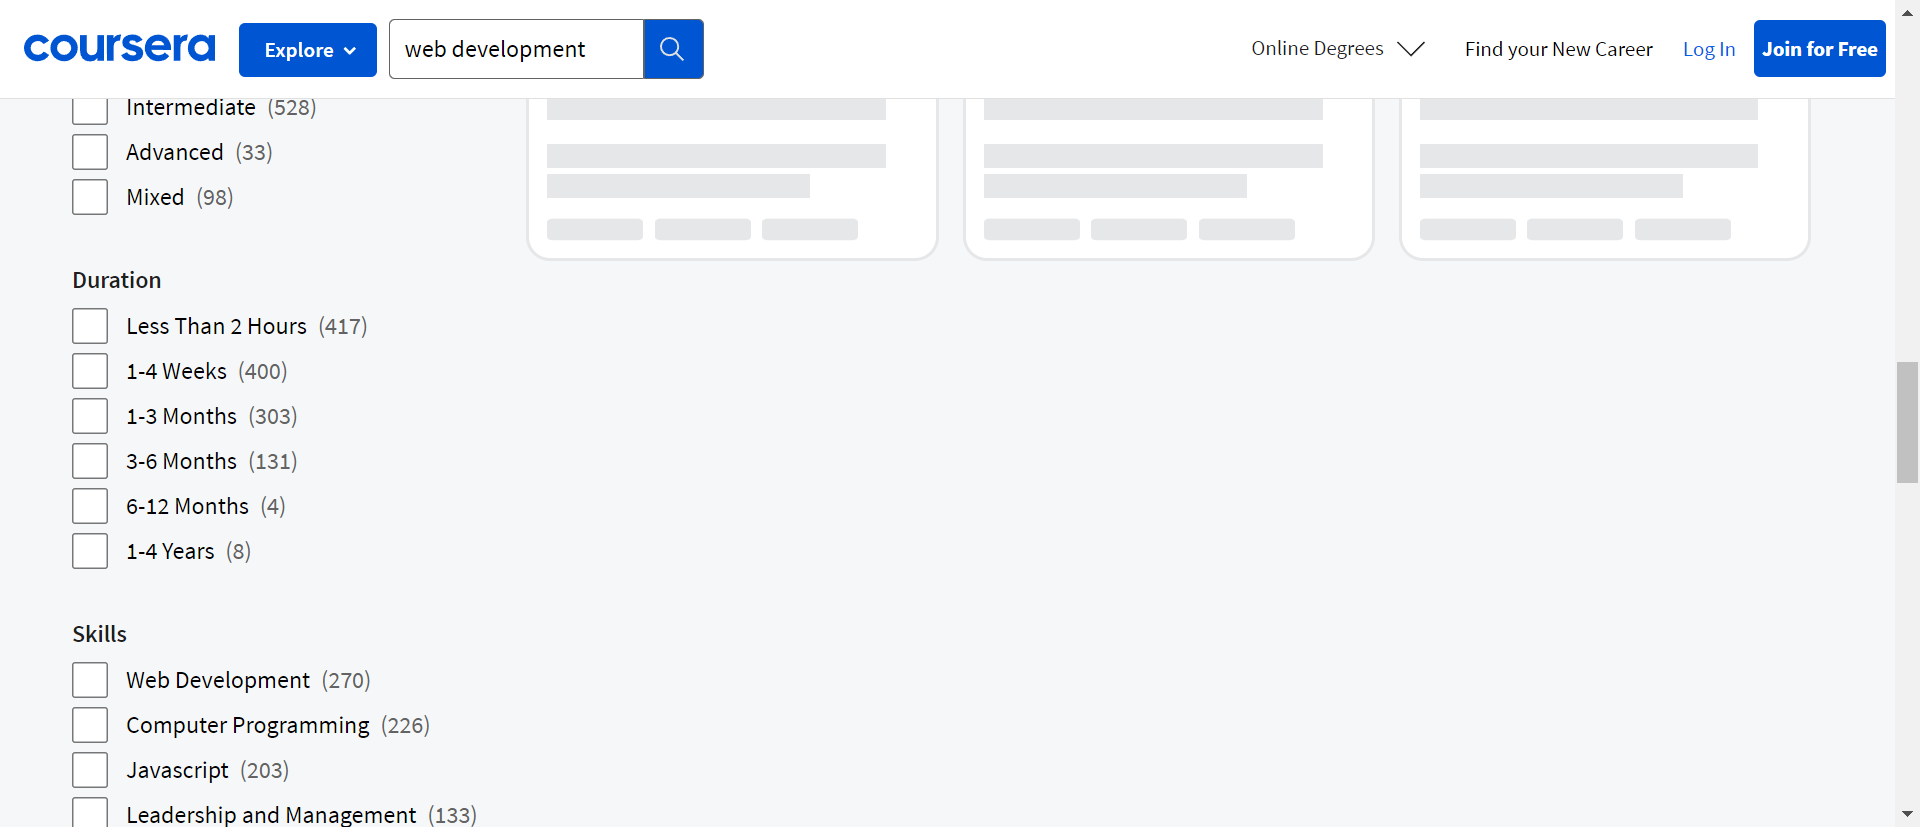 coursera Explore web development Online Degrees Find your New Career Log In Join for Free
Intermediate (528)
Advanced (33)
Mixed (98)
Duration
Less Than 2 Hours (417)
1-4 Weeks (400)
1-3 Months (303)
3-6 Months (131)
6-12 Months (4)
1-4 Years (8)
Skills
Web Development (270)
Computer Programming (226)
Javascript (203)
Leadership and Management (133)